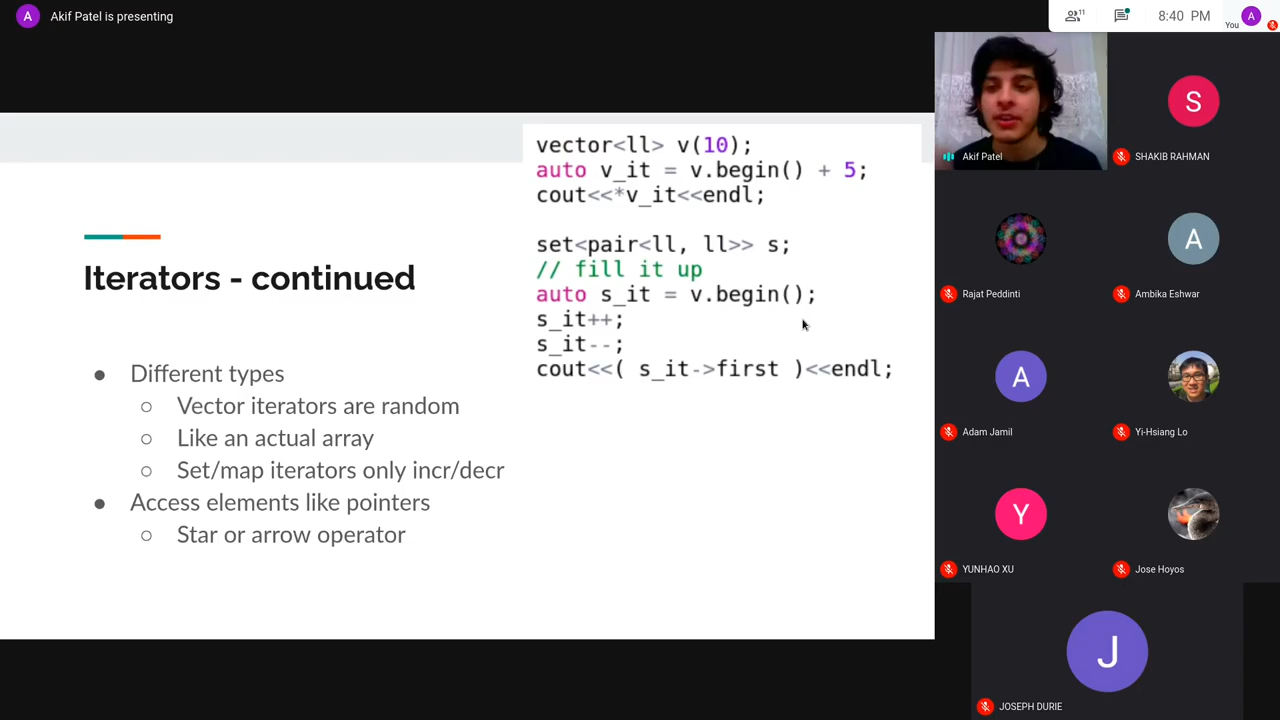 A
Akif Patel is presenting
11
8:40 PM
You
A
vector<ll> v(10);
auto v_it = v.begin() + 5;
cout<<*v_it<<endl;
set<pair<ll, ll>> s;
// fill it up
auto s_it = v.begin();
s_it++;
s_it--;
cout<<( s_it->first )<<endl;
Iterators - continued
● Different types
○ Vector iterators are random
○ Like an actual array
○ Set/map iterators only incr/decr
● Access elements like pointers
○ Star or arrow operator
Akif Patel
S
SHAKIB RAHMAN
Rajat Peddinti
A
Ambika Eshwar
A
Adam Jamil
Yi-Hsiang Lo
Y
YUNHAO XU
Jose Hoyos
J
JOSEPH DURIE